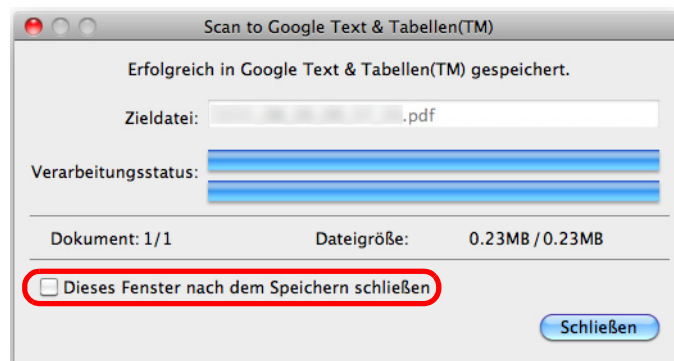 Scan to Google Text & Tabellen(TM)
Erfolgreich in Google Text & Tabellen(TM) gespeichert.
Zieldatei: .pdf
Verarbeitungsstatus:
Dokument: 1/1 Dateigröße: 0.23MB / 0.23MB
Dieses Fenster nach dem Speichern schließen
Schließen